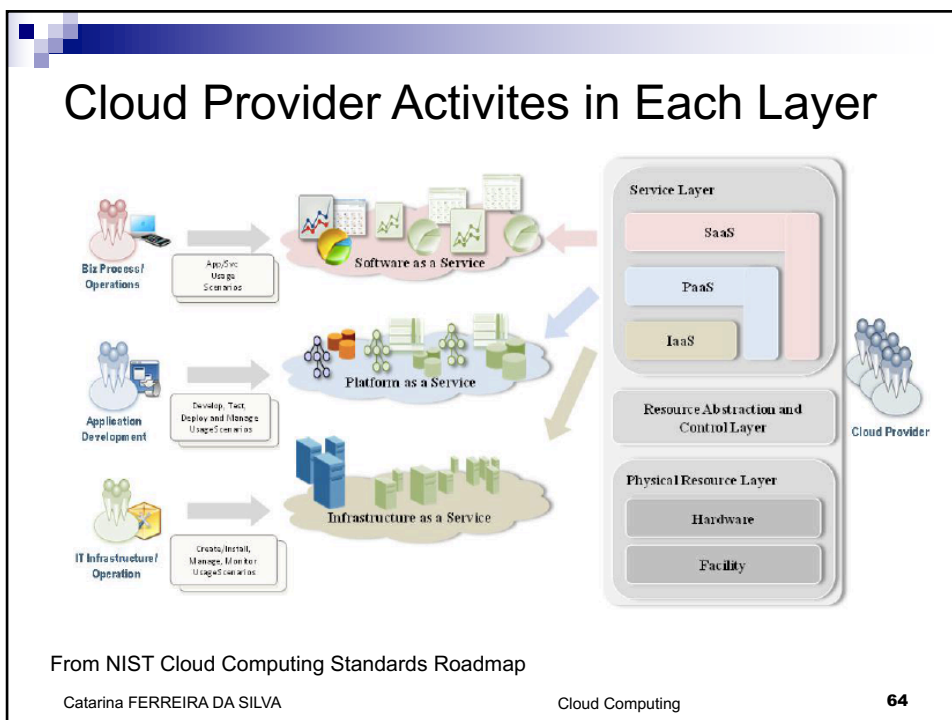 Cloud Provider Activites in Each Layer
Biz Process/
Operations
App/Svc
Usage
Scenarios
Software as a Service
Application
Development
Develop, Test,
Deploy and Manage
UsageScenarios
Platform as a Service
IT Infrastructure/
Operation
Create/Install,
Manage, Monitor
UsageScenarios
Infrastructure as a Service
Service Layer
SaaS
PaaS
IaaS
Resource Abstraction and
Control Layer
Physical Resource Layer
Hardware
Facility
Cloud Provider
From NIST Cloud Computing Standards Roadmap
Catarina FERREIRA DA SILVA
Cloud Computing
64